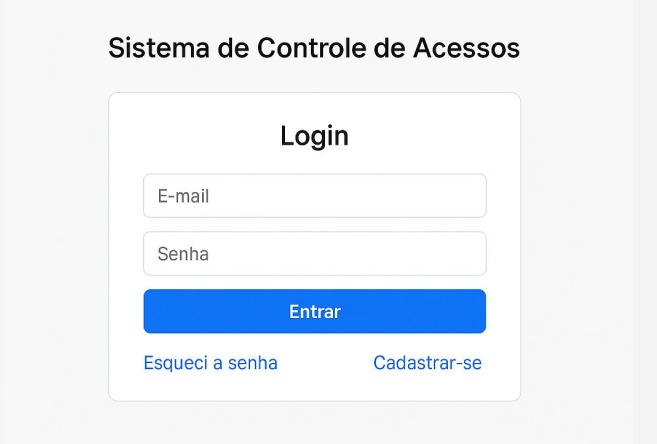 Sistema de Controle de Acessos
Login
E-mail
Senha
Entrar
Esqueci a senha
Cadastrar-se